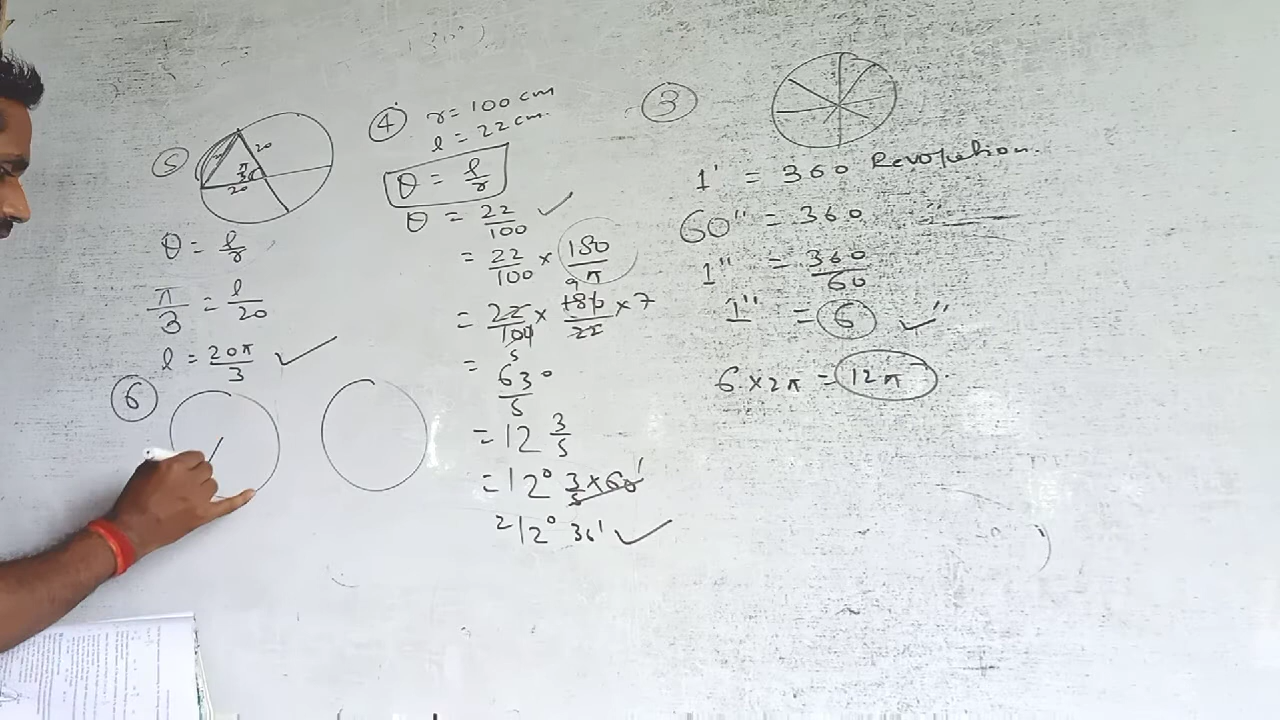 5
20
π/3
20
θ = l/r
π/3 = l/20
l = 20π/3 ✓
6
4
r = 100 cm
l = 22 cm.
θ = l/r
θ = 22/100 ✓
= 22/100 × 180/π
= 22/100 × 180/22 × 7
= 63°/5
= 12 3/5
= 12° 3/5 × 60'
= 12° 36' ✓
3
1' = 360 Revolution.
60" = 360 "
1" = 360/60
1" = 6 ✓ "
6 × 2π = 12π.